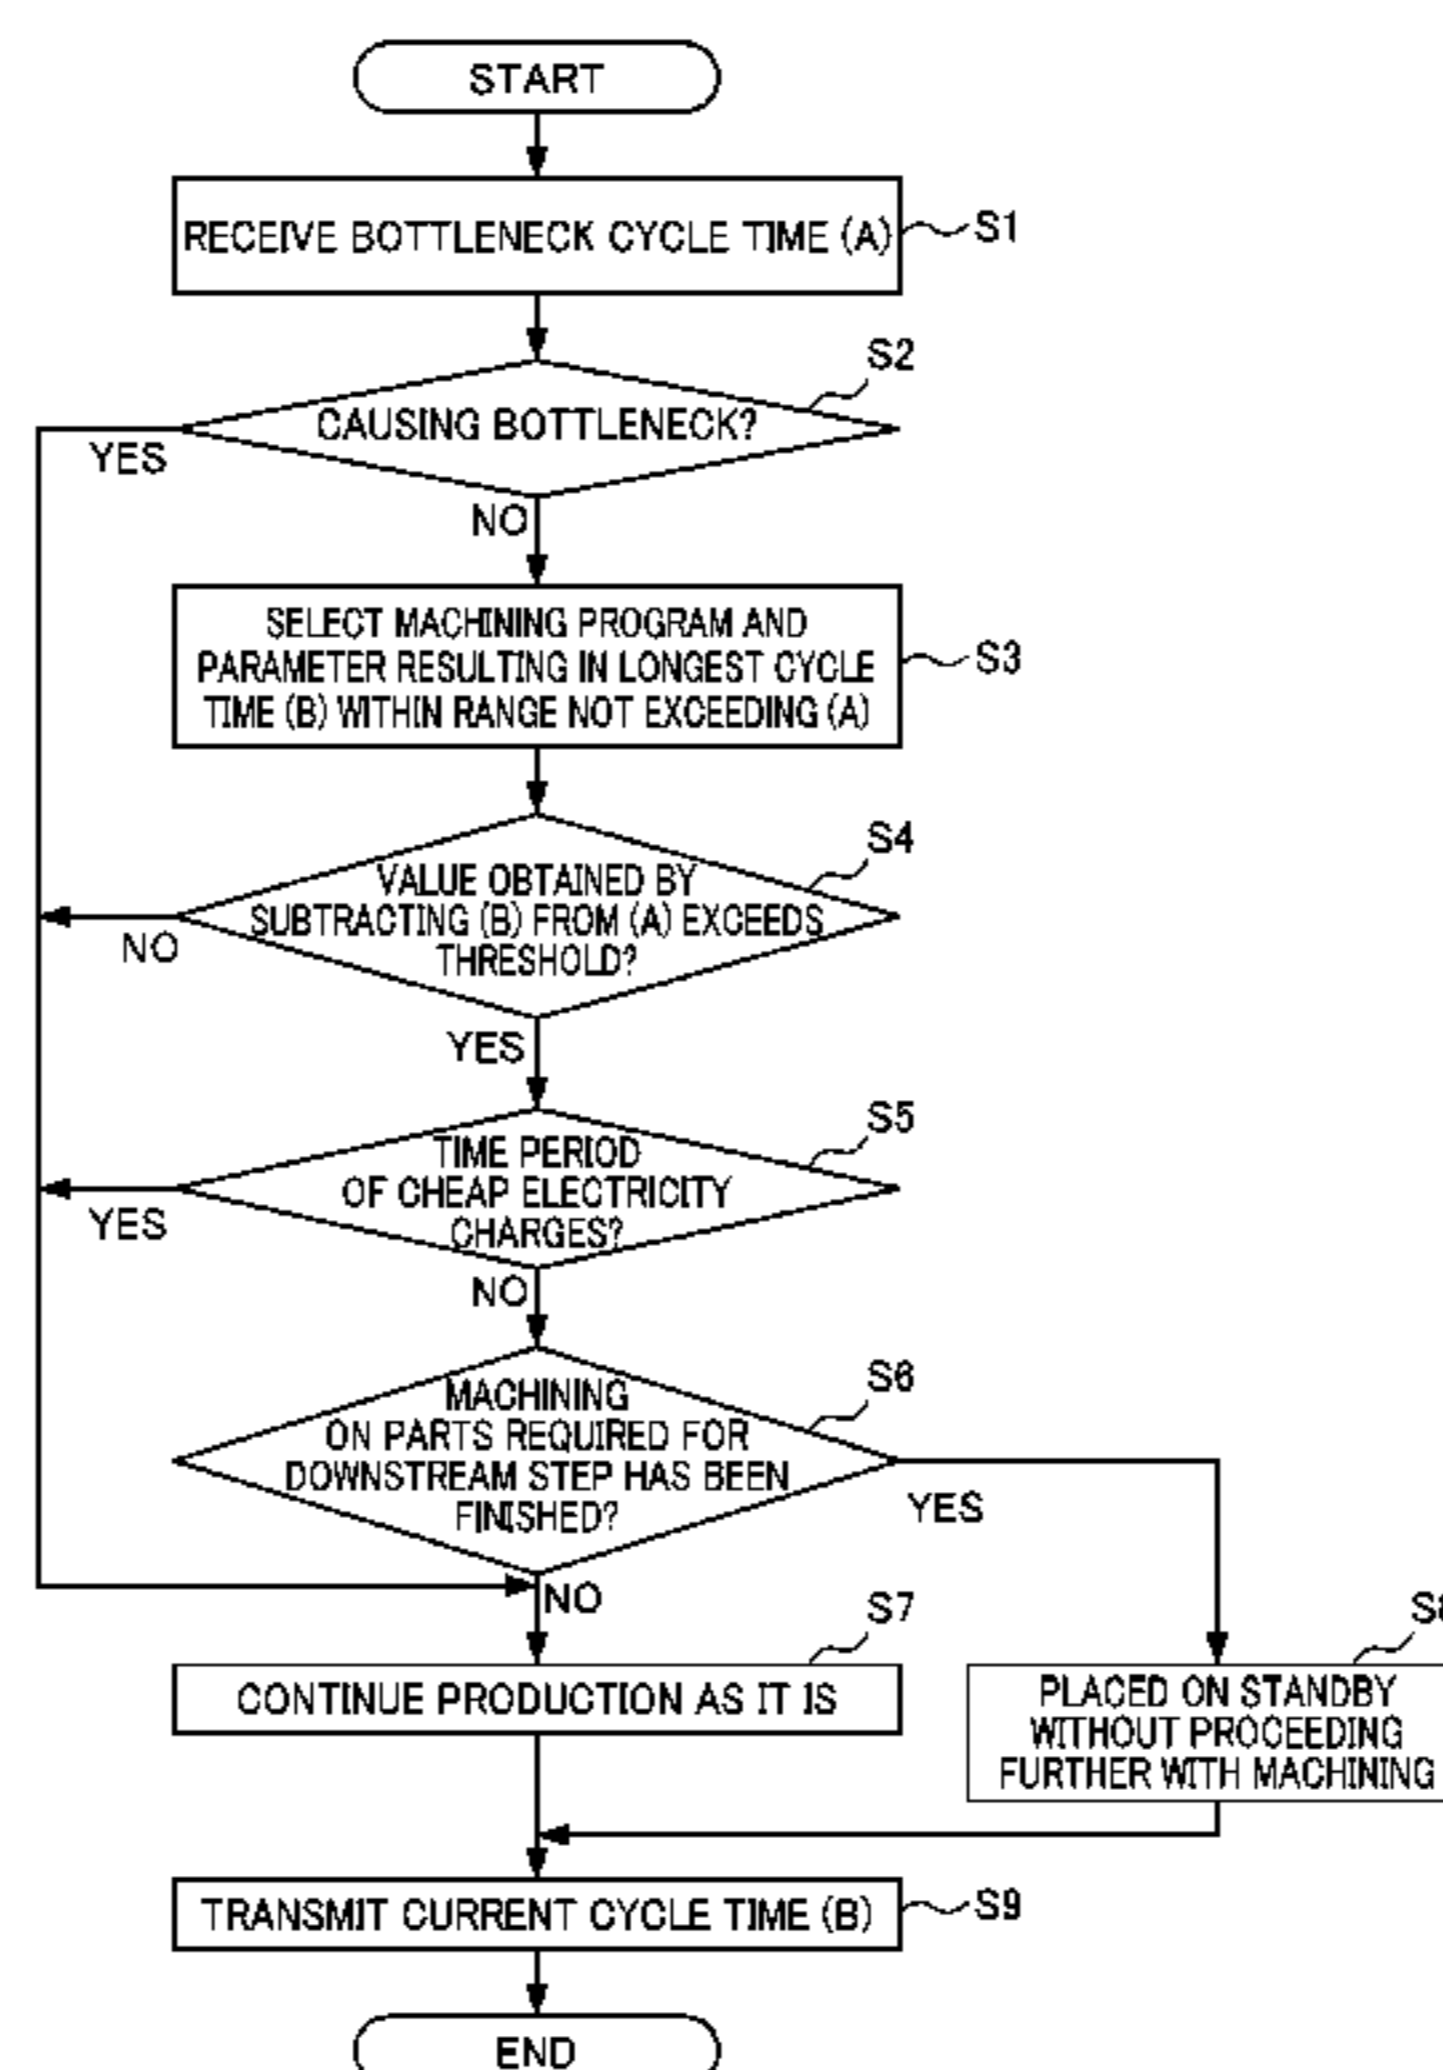 START
RECEIVE BOTTLENECK CYCLE TIME (A)
S1
S2
CAUSING BOTTLENECK?
YES
NO
SELECT MACHINING PROGRAM AND
PARAMETER RESULTING IN LONGEST CYCLE
TIME (B) WITHIN RANGE NOT EXCEEDING (A)
S3
S4
VALUE OBTAINED BY
SUBTRACTING (B) FROM (A) EXCEEDS
THRESHOLD?
NO
YES
S5
TIME PERIOD
OF CHEAP ELECTRICITY
CHARGES?
YES
NO
S6
MACHINING
ON PARTS REQUIRED FOR
DOWNSTREAM STEP HAS BEEN
FINISHED?
YES
NO
S7
CONTINUE PRODUCTION AS IT IS
PLACED ON STANDBY
WITHOUT PROCEEDING
FURTHER WITH MACHINING
TRANSMIT CURRENT CYCLE TIME (B)
S9
END